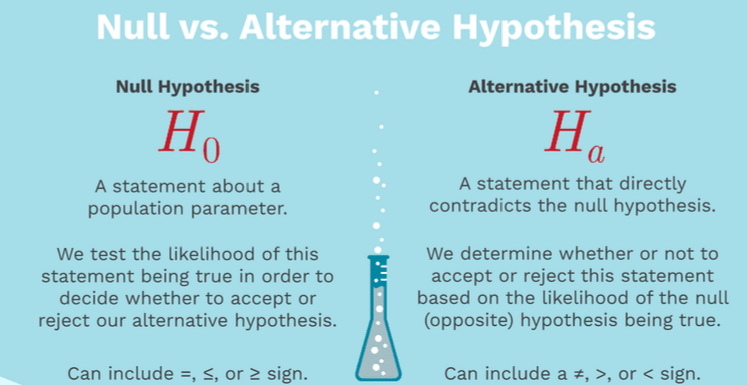 Null vs. Alternative Hypothesis
Null Hypothesis
H₀
A statement about a
population parameter.
We test the likelihood of this
statement being true in order to
decide whether to accept or
reject our alternative hypothesis.
Can include =, ≤, or ≥ sign.
Alternative Hypothesis
Hₐ
A statement that directly
contradicts the null hypothesis.
We determine whether or not to
accept or reject this statement
based on the likelihood of the null
(opposite) hypothesis being true.
Can include a ≠, >, or < sign.